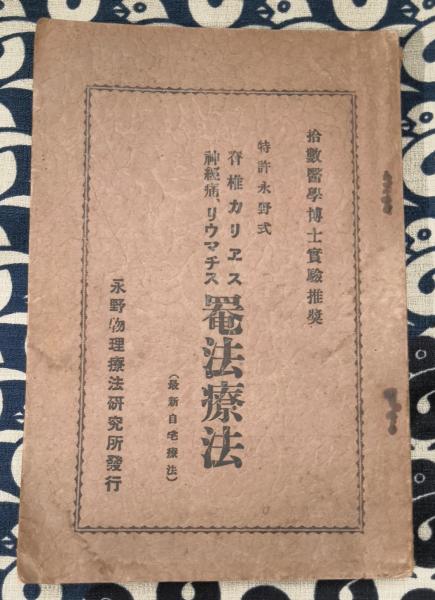 拾數醫學博士實驗推奬
特許永野式
脊椎カリヱス
神經痛、リウマチス
罨法療法
(最新自宅療法)
永野物理療法研究所發行